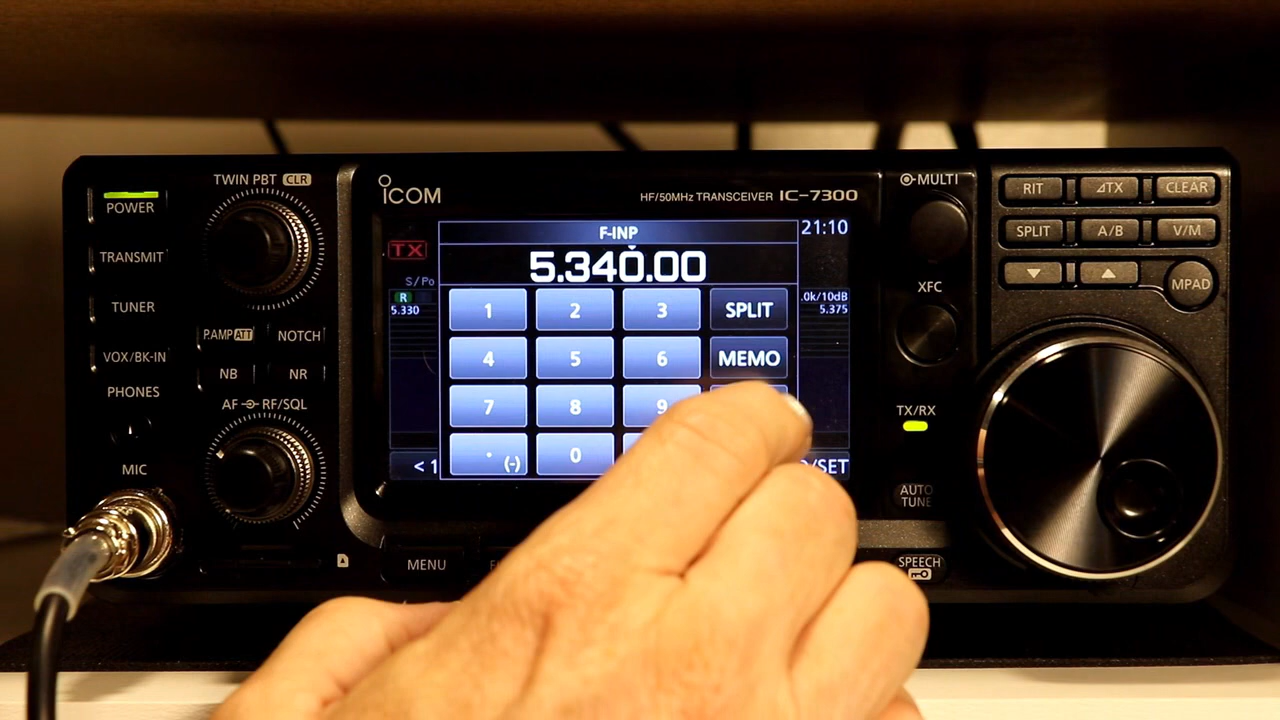 TWIN PBT CLR
POWER
TRANSMIT
TUNER
P.AMP ATT NOTCH
VOX/BK-IN
NB NR
PHONES
AF RF/SQL
MIC
ICOM
HF/50MHz TRANSCEIVER IC-7300
F-INP
21:10
TX
5.340.00
S/Po
R
5.330
.0k/10dB
5.375
1 2 3 SPLIT
4 5 6 MEMO
7 8 9
. (-) 0
< 1
/SET
MENU
MULTI
XFC
TX/RX
AUTO TUNE
SPEECH
RIT ⊿TX CLEAR
SPLIT A/B V/M
▼ ▲
MPAD